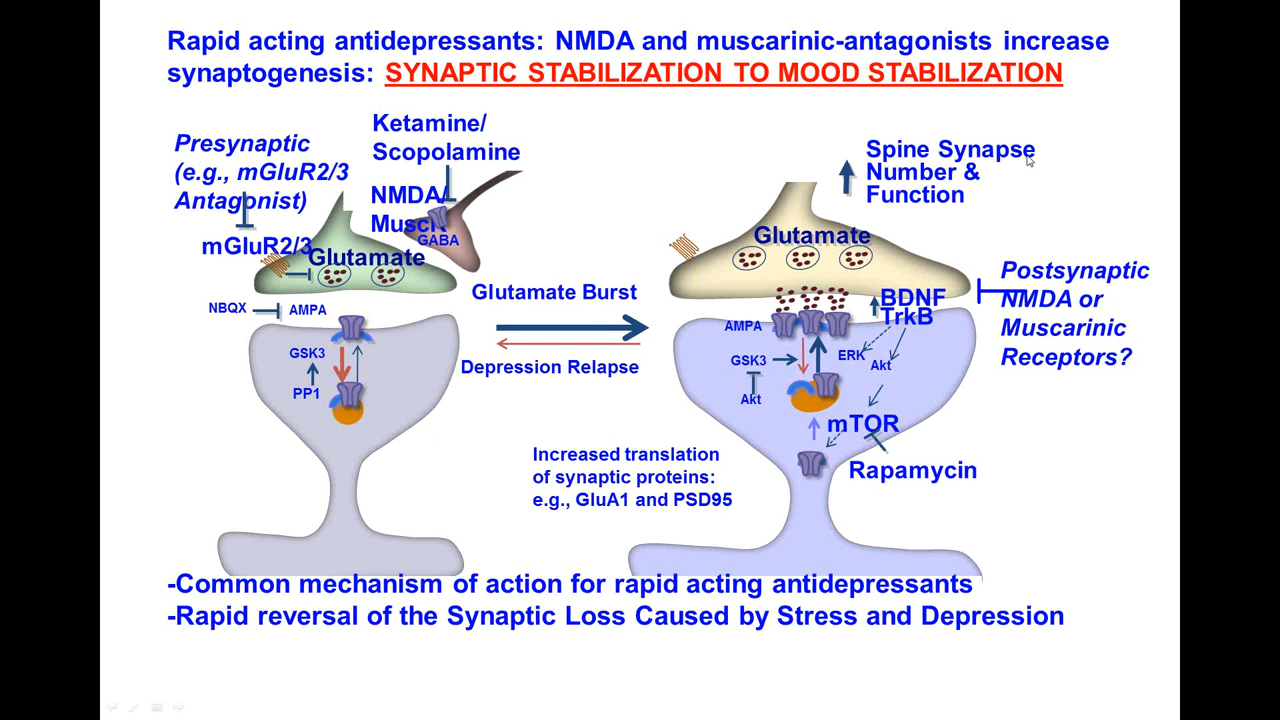 Rapid acting antidepressants: NMDA and muscarinic-antagonists increase
synaptogenesis: SYNAPTIC STABILIZATION TO MOOD STABILIZATION
Presynaptic
(e.g., mGluR2/3
Antagonist)
mGluR2/3
Ketamine/
Scopolamine
NMDA/
MuscR
GABA
Glutamate
NBQX
AMPA
GSK3
PP1
Glutamate Burst
Depression Relapse
Increased translation
of synaptic proteins:
e.g., GluA1 and PSD95
Spine Synapse
Number &
Function
Glutamate
BDNF
TrkB
AMPA
GSK3
Akt
ERK
Akt
mTOR
Rapamycin
Postsynaptic
NMDA or
Muscarinic
Receptors?
-Common mechanism of action for rapid acting antidepressants
-Rapid reversal of the Synaptic Loss Caused by Stress and Depression